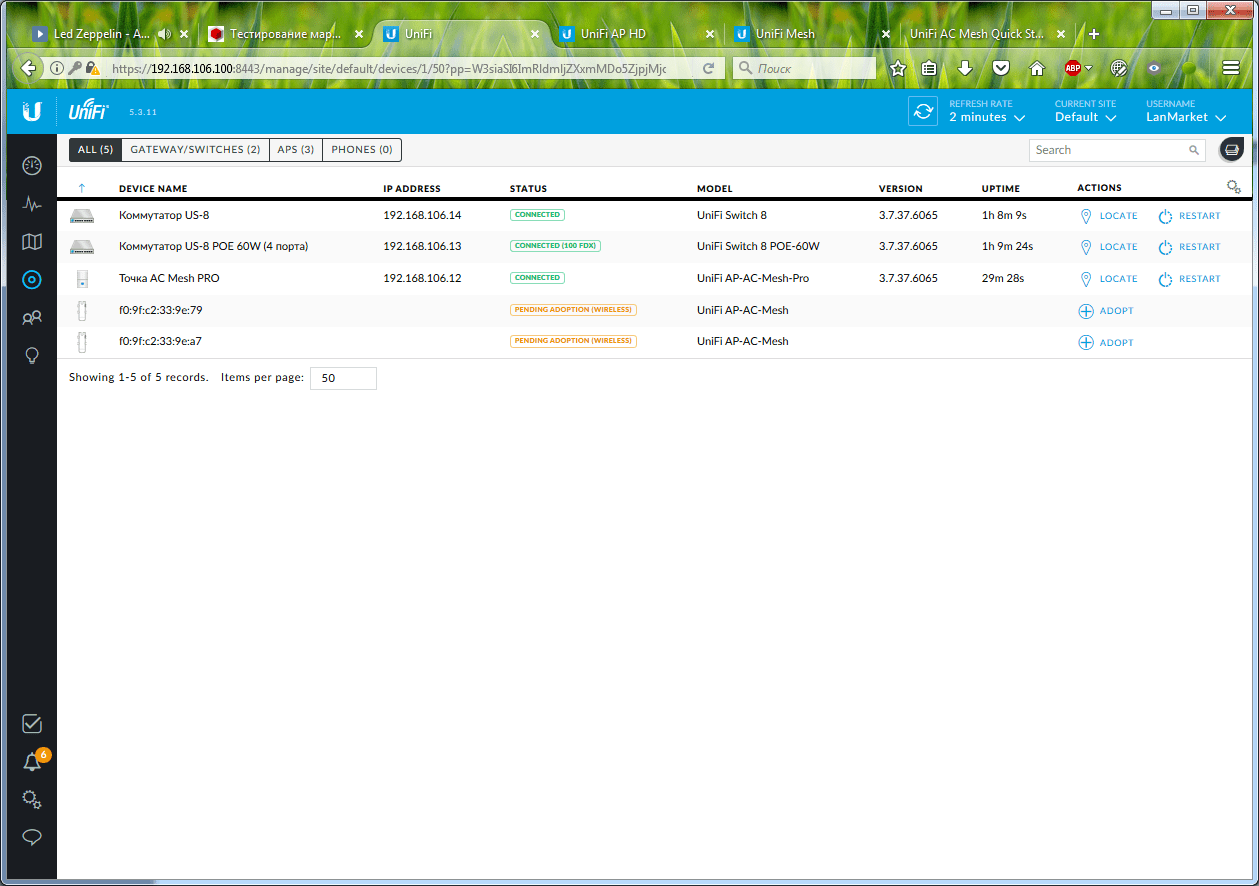 Led Zeppelin - A...
Тестирование мар...
UniFi
UniFi AP HD
UniFi Mesh
UniFi AC Mesh Quick St...
https://192.168.106.100:8443/manage/site/default/devices/1/50?pp=
Поиск
ABP
U
UniFi
5.3.11
REFRESH RATE
2 minutes
CURRENT SITE
Default
USERNAME
LanMarket
ALL (5) GATEWAY/SWITCHES (2) APS (3) PHONES (0)
Search
DEVICE NAME IP ADDRESS STATUS MODEL VERSION UPTIME ACTIONS
Коммутатор US-8 192.168.106.14 CONNECTED UniFi Switch 8 3.7.37.6065 1h 8m 9s LOCATE RESTART
Коммутатор US-8 POE 60W (4 порта) 192.168.106.13 CONNECTED (100 FDX) UniFi Switch 8 POE-60W 3.7.37.6065 1h 9m 24s LOCATE RESTART
Точка AC Mesh PRO 192.168.106.12 CONNECTED UniFi AP-AC-Mesh-Pro 3.7.37.6065 29m 28s LOCATE RESTART
f0:9f:c2:33:9e:79 PENDING ADOPTION (WIRELESS) UniFi AP-AC-Mesh ADOPT
f0:9f:c2:33:9e:a7 PENDING ADOPTION (WIRELESS) UniFi AP-AC-Mesh ADOPT
Showing 1-5 of 5 records. Items per page: 50
6